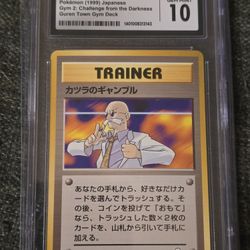 Pokémon (1999) Japanese
Gym 2: Challenge from the Darkness
Guren Town Gym Deck
10
TRAINER
カツラのギャンブル
あなたの手札から、好きなだけカ
ードを選んでトラッシュする。そ
の後、コインを投げて「おもて」な
ら、トラッシュした数×2枚のカ
ードを、山札から引いて手札に加